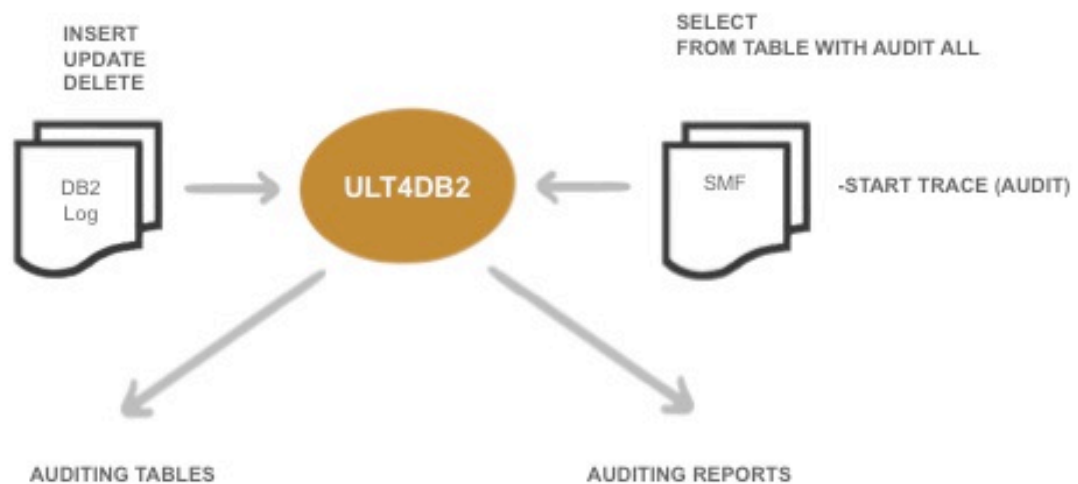 INSERT
UPDATE
DELETE
SELECT
FROM TABLE WITH AUDIT ALL
DB2
Log
ULT4DB2
SMF
-START TRACE (AUDIT)
AUDITING TABLES
AUDITING REPORTS